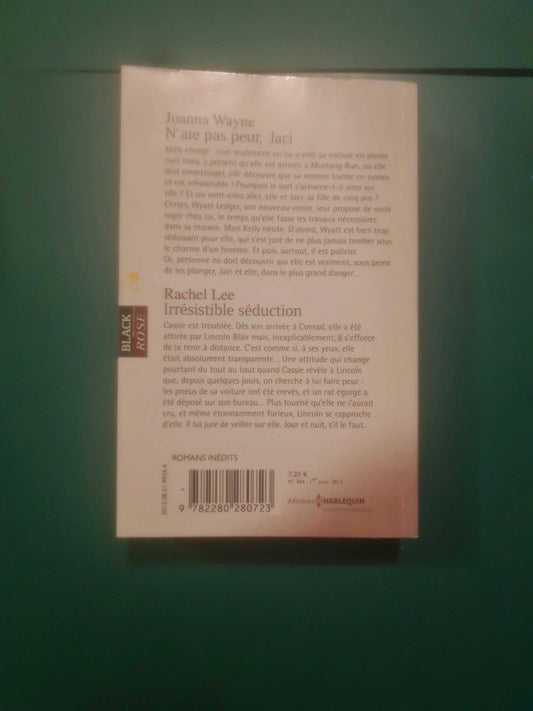 Joanna Wayne
N'aie pas peur, Jaci
Kelly enrage : non seulement on lui a volé sa voiture en pleine
nuit mais, à présent qu'elle est arrivée à Mustang Run, où elle
doit emménager, elle découvre que sa maison tombe en ruines
et est inhabitable ! Pourquoi le sort s'acharne-t-il ainsi sur
elle ? Et où vont-elles aller, elle et Jaci, sa fille de cinq ans ?
Certes, Wyatt Ledger, son nouveau voisin, leur propose de venir
loger chez lui, le temps qu'elle fasse les travaux nécessaires
dans sa maison. Mais Kelly hésite. D'abord, Wyatt est bien trop
séduisant pour elle, qui s'est juré de ne plus jamais tomber sous
le charme d'un homme. Et puis, surtout, il est policier.
Or, personne ne doit découvrir qui elle est vraiment, sous peine
de les plonger, Jaci et elle, dans le plus grand danger...
Rachel Lee
Irrésistible séduction
Cassie est troublée. Dès son arrivée à Conrad, elle a été
attirée par Lincoln Blair mais, inexplicablement, il s'efforce
de la tenir à distance. C'est comme si, à ses yeux, elle
était absolument transparente... Une attitude qui change
pourtant du tout au tout quand Cassie révèle à Lincoln
que, depuis quelques jours, on cherche à lui faire peur :
les pneus de sa voiture ont été crevés, et un rat égorgé a
été déposé sur son bureau... Plus touché qu'elle ne l'aurait
cru, et même étonnamment furieux, Lincoln se rapproche
d'elle. Il lui jure de veiller sur elle. Jour et nuit, s'il le faut...
BLACK ROSE
ROMANS INÉDITS
2013.08.51.9934.4
9 782280 280723
7,20 €
N° 264 - 1er août 2013
éditions HARLEQUIN